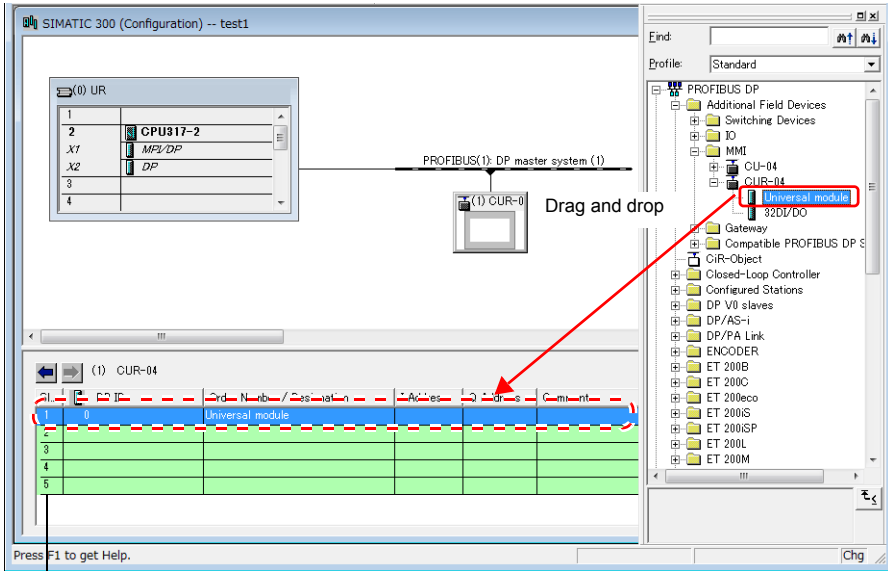 SIMATIC 300 (Configuration) -- test1
(0) UR
1
2 CPU317-2
X1 MPI/DP
X2 DP
3
4
PROFIBUS(1): DP master system (1)
(1) CUR-0
Drag and drop
Find:
Profile: Standard
PROFIBUS DP
Additional Field Devices
Switching Devices
IO
MMI
CU-04
CUR-04
Universal module
32DI/DO
Gateway
Compatible PROFIBUS DP S
CiR-Object
Closed-Loop Controller
Configured Stations
DP V0 slaves
DP/AS-i
DP/PA Link
ENCODER
ET 200B
ET 200C
ET 200eco
ET 200iS
ET 200iSP
ET 200L
ET 200M
(1) CUR-04
1 0 Universal module
2
3
4
5
Press F1 to get Help.
Chg